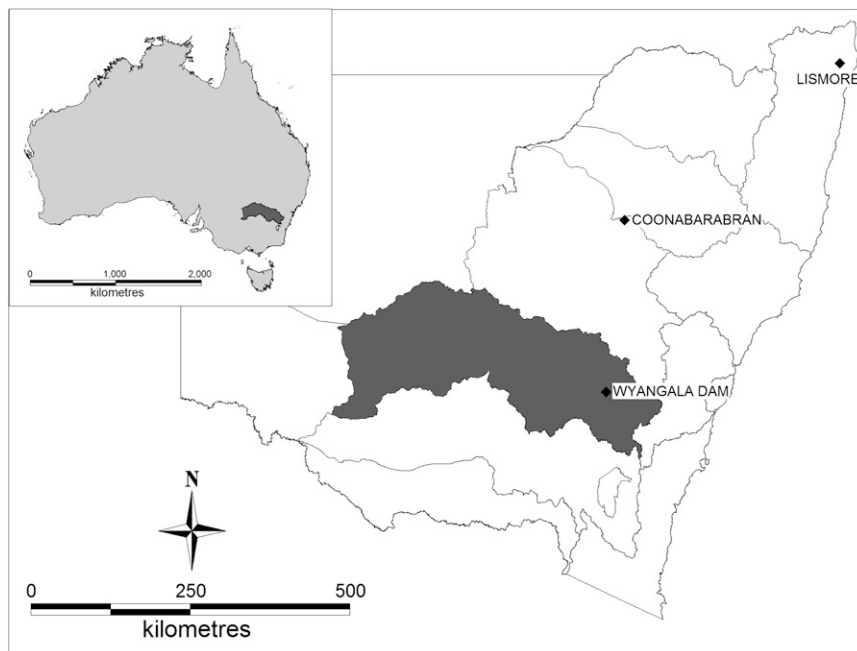 LISMORE
COONABARABRAN
0 1,000 2,000
kilometres
WYANGALA DAM
N
0 250 500
kilometres